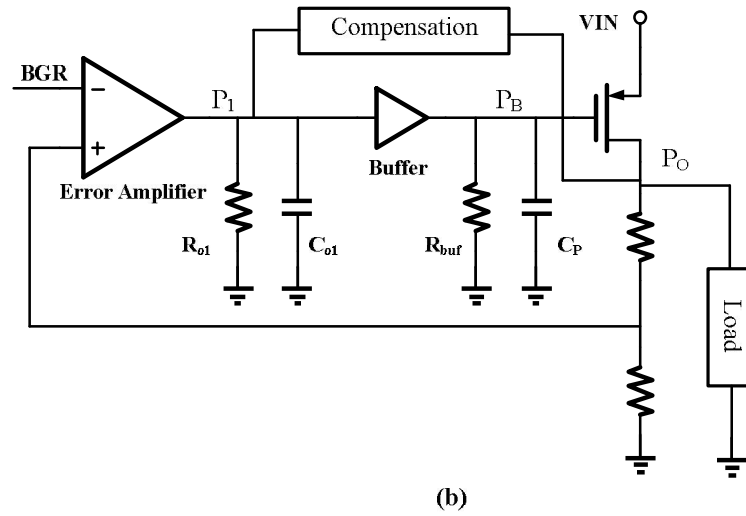 Compensation
VIN
BGR
−
+
P1
PB
Buffer
PO
Error Amplifier
Ro1
Co1
Rbuf
CP
Load
(b)